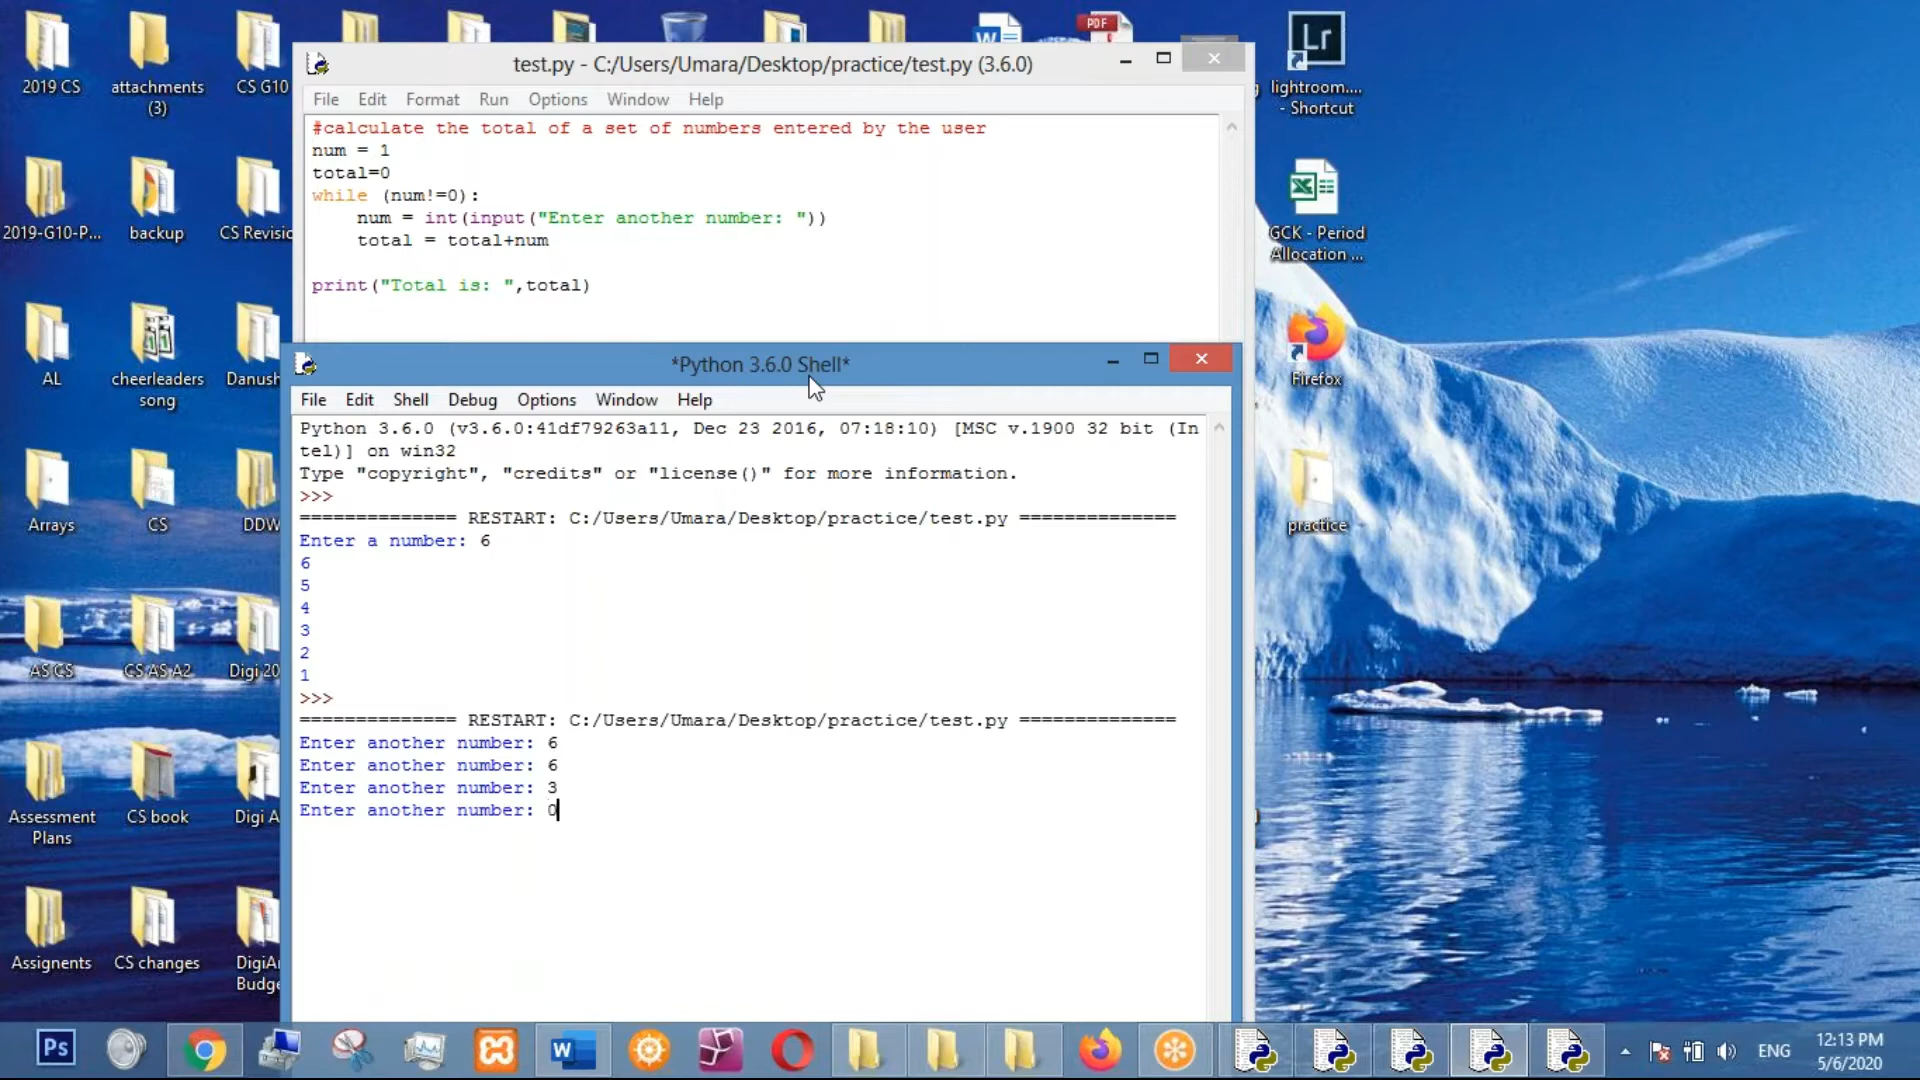 2019 CS
attachments
(3)
CS G10
2019-G10-P...
backup
CS Revisio
AL
cheerleaders
song
Danush
Arrays
CS
DDW
AS CS
CS AS A2
Digi 20
Assessment
Plans
CS book
Digi A
Assignents
CS changes
DigiAr
Budge
W
PDF
test.py - C:/Users/Umara/Desktop/practice/test.py (3.6.0)
File Edit Format Run Options Window Help
#calculate the total of a set of numbers entered by the user
num = 1
total=0
while (num!=0):
    num = int(input("Enter another number: "))
    total = total+num
print("Total is: ",total)
*Python 3.6.0 Shell*
File Edit Shell Debug Options Window Help
Python 3.6.0 (v3.6.0:41df79263a11, Dec 23 2016, 07:18:10) [MSC v.1900 32 bit (In
tel)] on win32
Type "copyright", "credits" or "license()" for more information.
>>>
============== RESTART: C:/Users/Umara/Desktop/practice/test.py ==============
Enter a number: 6
6
5
4
3
2
1
>>>
============== RESTART: C:/Users/Umara/Desktop/practice/test.py ==============
Enter another number: 6
Enter another number: 6
Enter another number: 3
Enter another number: 0
Lr
lightroom....
- Shortcut
GCK - Period
Allocation ...
Firefox
practice
Ps
W
ENG
12:13 PM
5/6/2020